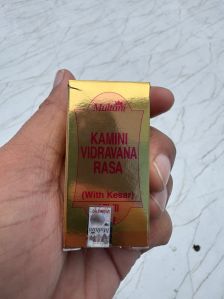 Multani
KAMINI
VIDRAVANA
RASA
(With Kesar)